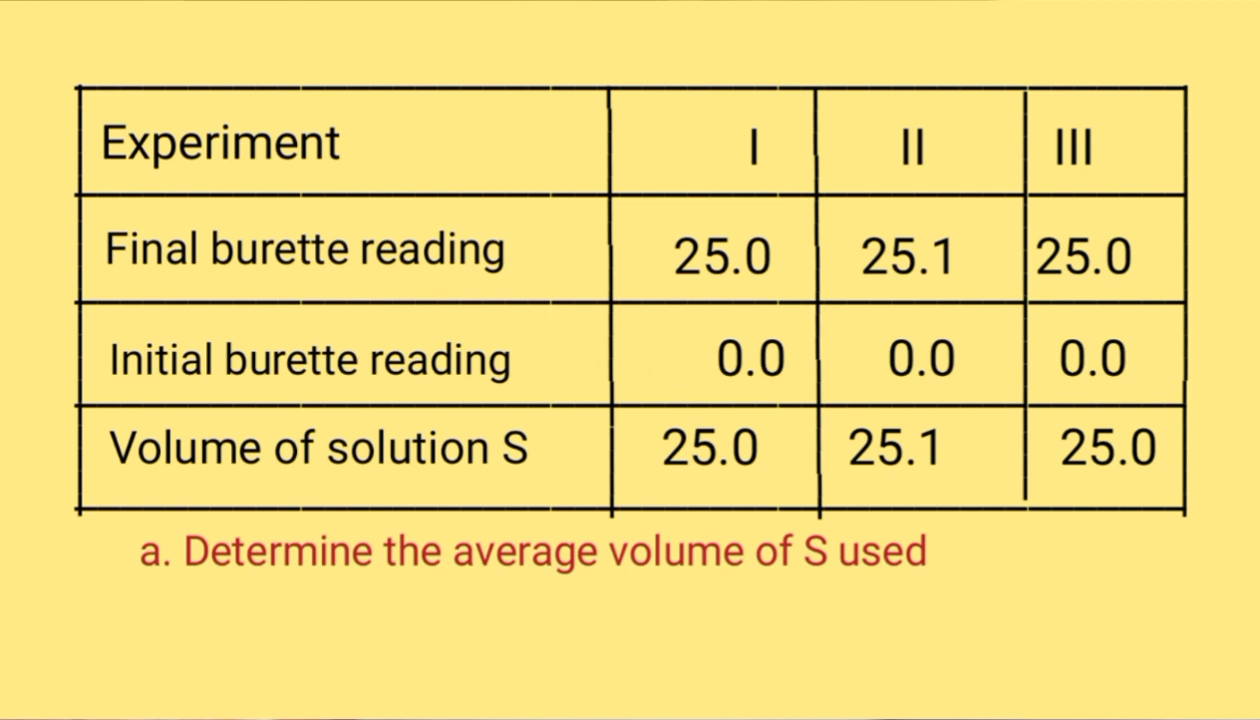 Experiment I II III
Final burette reading 25.0 25.1 25.0
Initial burette reading 0.0 0.0 0.0
Volume of solution S 25.0 25.1 25.0
a. Determine the average volume of S used